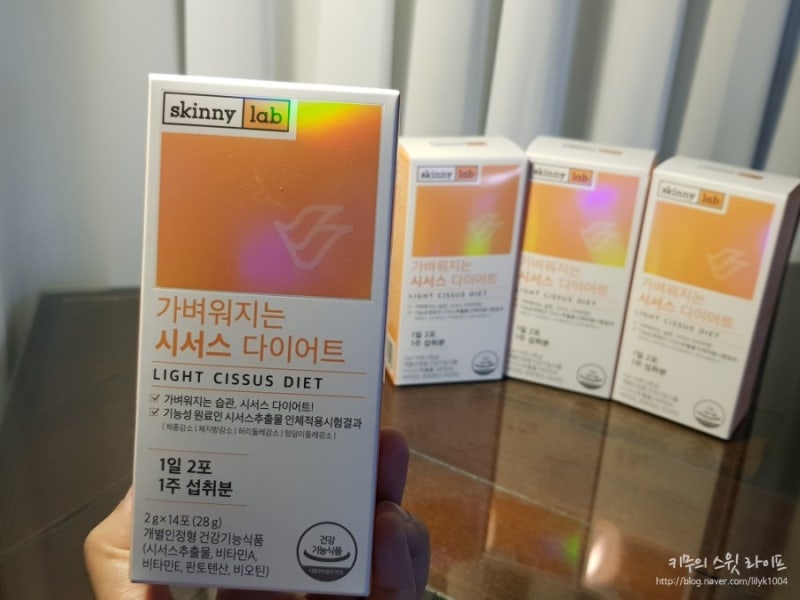 skinny lab
가벼워지는
시서스 다이어트
LIGHT CISSUS DIET
가벼워지는 습관, 시서스 다이어트!
기능성 원료인 시서스추출물 인체적용시험결과
| 체중감소 | 체지방감소 | 허리둘레감소 | 엉덩이둘레감소 |
1일 2포
1주 섭취분
2g×14포 (28g)
개별인정형 건강기능식품
(시서스추출물, 비타민A,
비타민E, 판토텐산, 비오틴)
건강
기능식품
skinny lab
가벼워지는
시서스 다이어트
LIGHT CISSUS DIET
1일 2포
1주 섭취분
skinny lab
가벼워지는
시서스 다이어트
LIGHT CISSUS DIET
1일 2포
1주 섭취분
skinny lab
가벼워지는
시서스 다이어트
LIGHT CISSUS DIET
1일 2포
1주 섭취분
키무의 스윗 라이프
http://blog.naver.com/lilyk1004